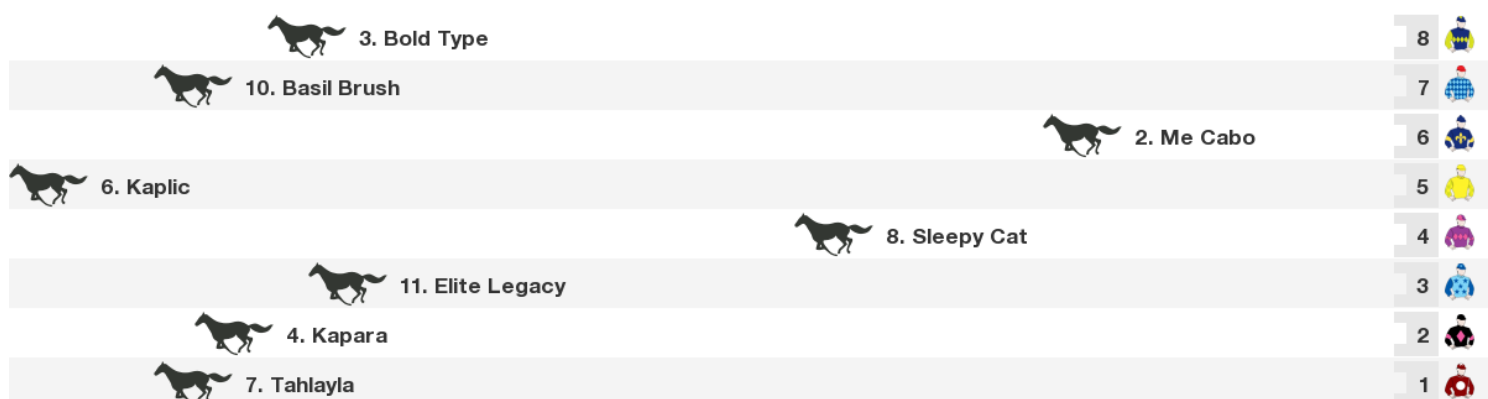 3. Bold Type 8
10. Basil Brush 7
2. Me Cabo 6
6. Kaplic 5
8. Sleepy Cat 4
11. Elite Legacy 3
4. Kapara 2
7. Tahlayla 1